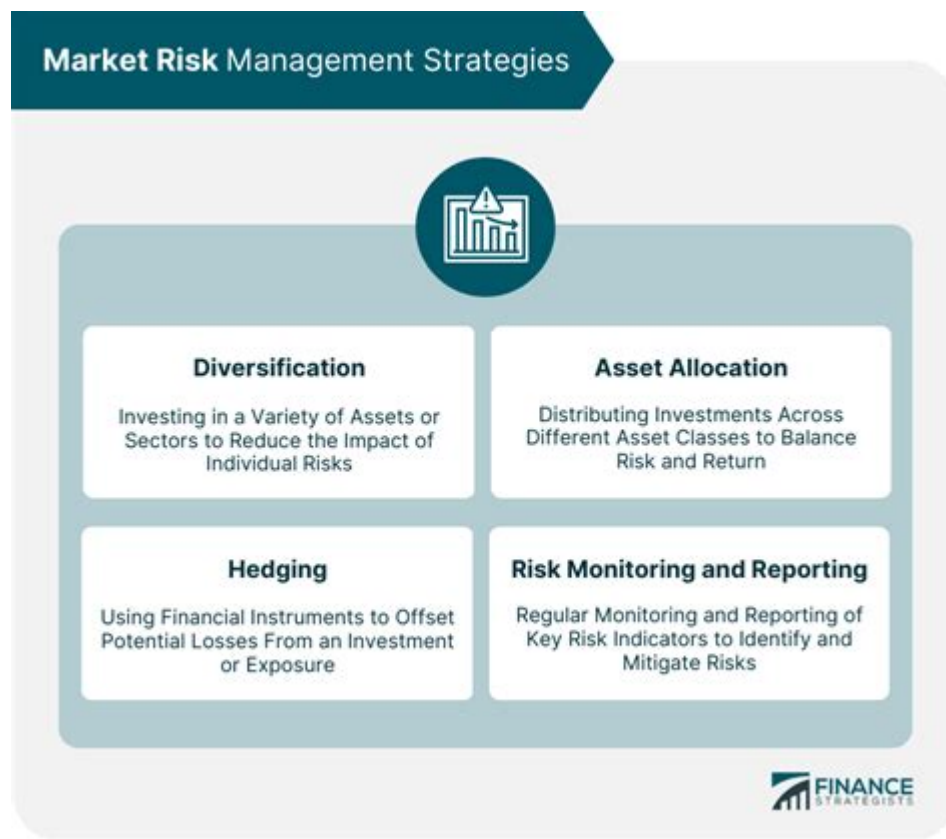 Market Risk Management Strategies
Diversification
Investing in a Variety of Assets or
Sectors to Reduce the Impact of
Individual Risks
Asset Allocation
Distributing Investments Across
Different Asset Classes to Balance
Risk and Return
Hedging
Using Financial Instruments to Offset
Potential Losses From an Investment
or Exposure
Risk Monitoring and Reporting
Regular Monitoring and Reporting of
Key Risk Indicators to Identify and
Mitigate Risks
FINANCE
STRATEGISTS